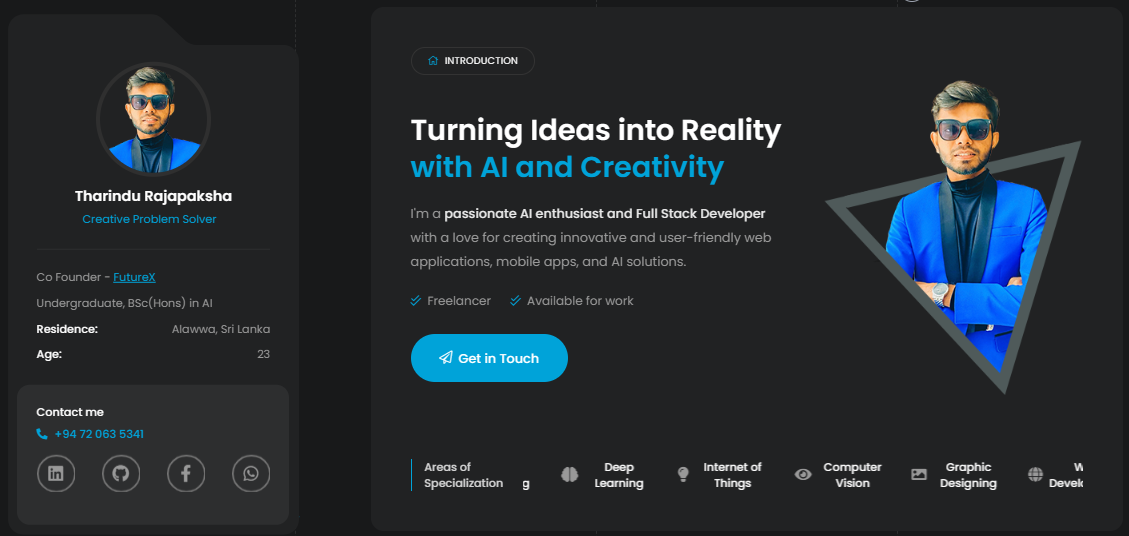 Tharindu Rajapaksha
Creative Problem Solver
Co Founder - FutureX
Undergraduate, BSc(Hons) in AI
Residence: Alawwa, Sri Lanka
Age: 23
Contact me
+94 72 063 5341
INTRODUCTION
Turning Ideas into Reality
with AI and Creativity
I'm a passionate AI enthusiast and Full Stack Developer
with a love for creating innovative and user-friendly web
applications, mobile apps, and AI solutions.
Freelancer Available for work
Get in Touch
Areas of
Specialization
g
Deep
Learning
Internet of
Things
Computer
Vision
Graphic
Designing
W
Devel